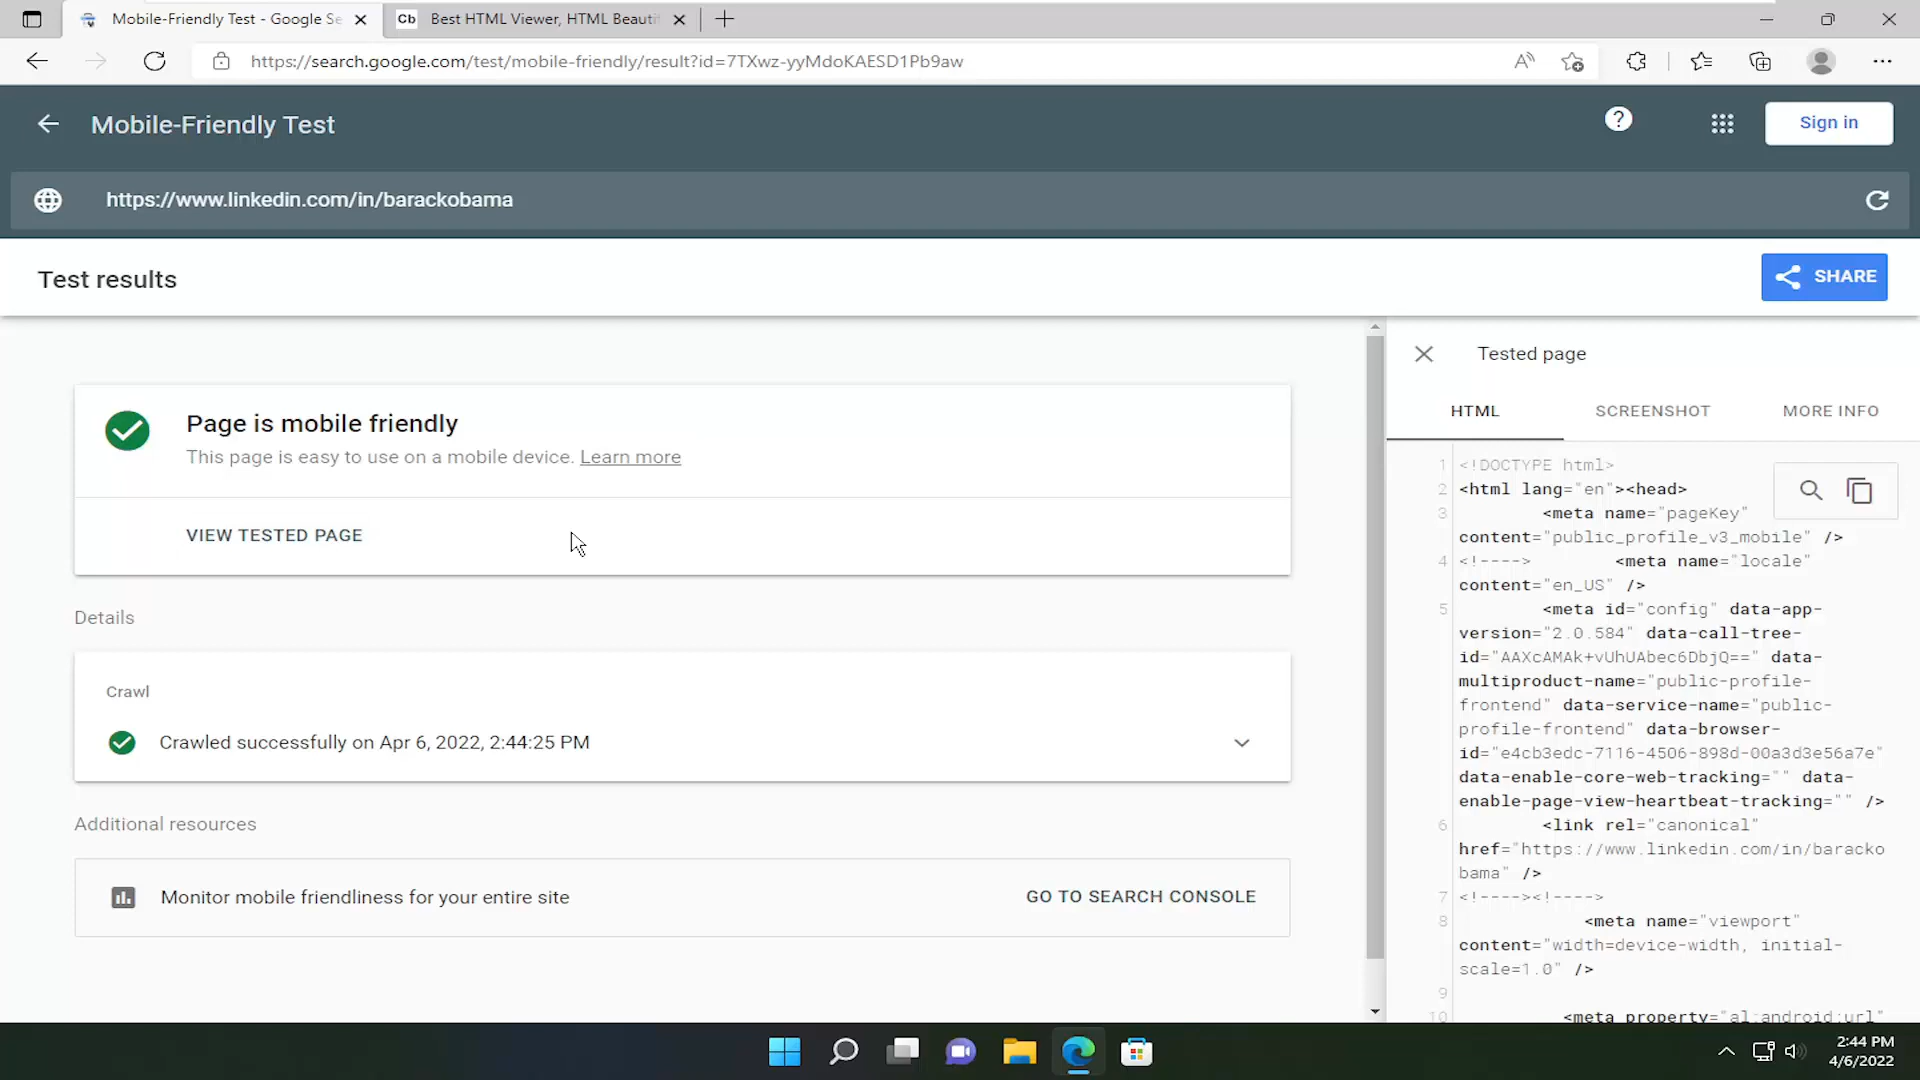 Mobile-Friendly Test - Google Se
Cb Best HTML Viewer, HTML Beauti
https://search.google.com/test/mobile-friendly/result?id=7TXwz-yyMdoKAESD1Pb9aw
Mobile-Friendly Test
Sign in
https://www.linkedin.com/in/barackobama
Test results
SHARE
Page is mobile friendly
This page is easy to use on a mobile device. Learn more
VIEW TESTED PAGE
Details
Crawl
Crawled successfully on Apr 6, 2022, 2:44:25 PM
Additional resources
Monitor mobile friendliness for your entire site
GO TO SEARCH CONSOLE
Tested page
HTML SCREENSHOT MORE INFO
1 <!DOCTYPE html>
2 <html lang="en"><head>
3 <meta name="pageKey"
content="public_profile_v3_mobile" />
4 <!----> <meta name="locale"
content="en_US" />
5 <meta id="config" data-app-
version="2.0.584" data-call-tree-
id="AAXcAMAk+vUhUAbec6DbjQ==" data-
multiproduct-name="public-profile-
frontend" data-service-name="public-
profile-frontend" data-browser-
id="e4cb3edc-7116-4506-898d-00a3d3e56a7e"
data-enable-core-web-tracking="" data-
enable-page-view-heartbeat-tracking="" />
6 <link rel="canonical"
href="https://www.linkedin.com/in/baracko
bama" />
7 <!----><!---->
8 <meta name="viewport"
content="width=device-width, initial-
scale=1.0" />
9
10 <meta property="al:android:url"
2:44 PM
4/6/2022